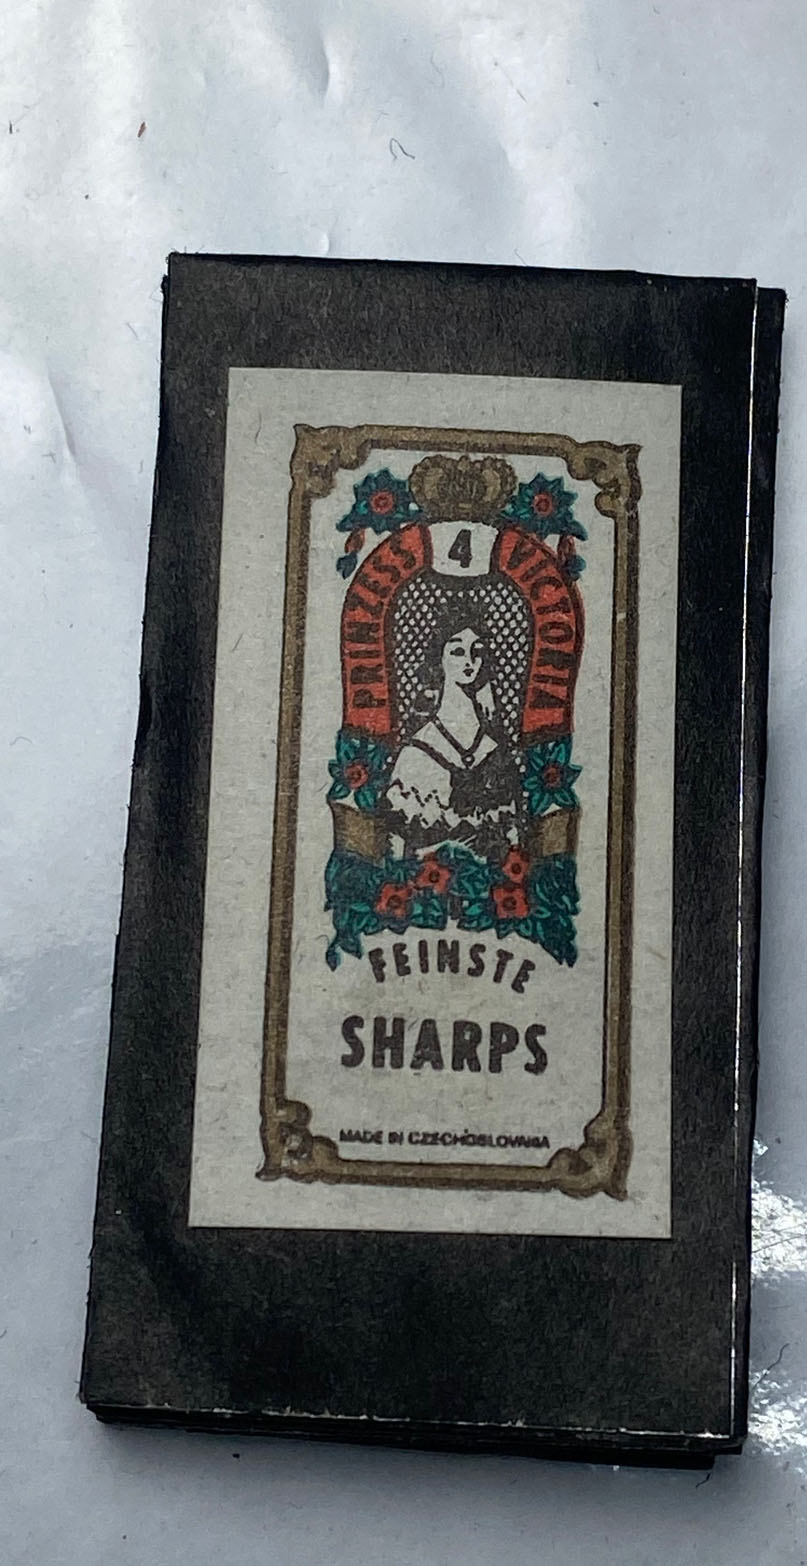 PRINZESS 4 VICTORIA
FEINSTE
SHARPS
MADE IN CZECHOSLOVAKIA